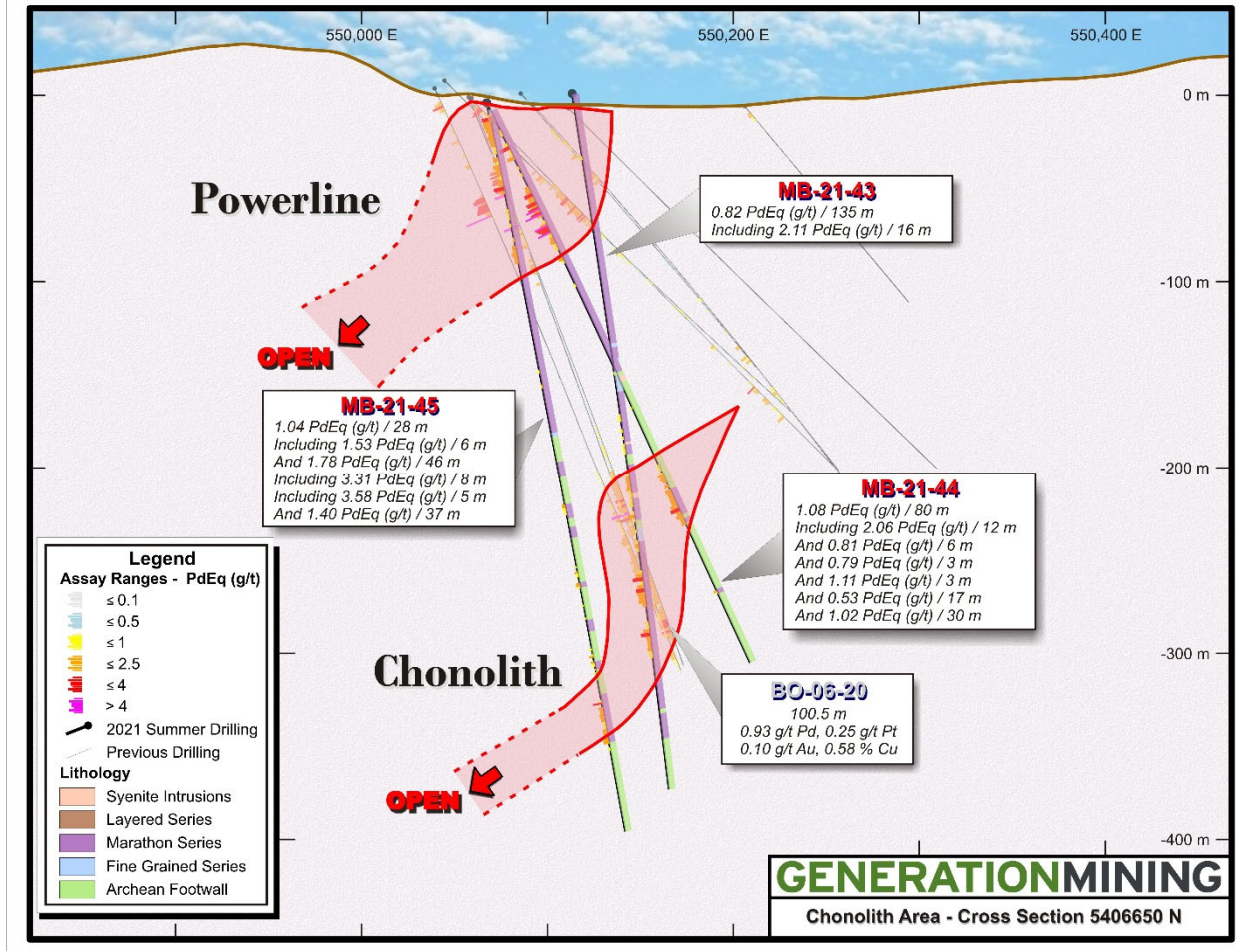 550,000 E
550,200 E
550,400 E
0 m
-100 m
-200 m
-300 m
-400 m
Powerline
OPEN
MB-21-43
0.82 PdEq (g/t) / 135 m
Including 2.11 PdEq (g/t) / 16 m
MB-21-45
1.04 PdEq (g/t) / 28 m
Including 1.53 PdEq (g/t) / 6 m
And 1.78 PdEq (g/t) / 46 m
Including 3.31 PdEq (g/t) / 8 m
Including 3.58 PdEq (g/t) / 5 m
And 1.40 PdEq (g/t) / 37 m
MB-21-44
1.08 PdEq (g/t) / 80 m
Including 2.06 PdEq (g/t) / 12 m
And 0.81 PdEq (g/t) / 6 m
And 0.79 PdEq (g/t) / 3 m
And 1.11 PdEq (g/t) / 3 m
And 0.53 PdEq (g/t) / 17 m
And 1.02 PdEq (g/t) / 30 m
Chonolith
OPEN
BO-06-20
100.5 m
0.93 g/t Pd, 0.25 g/t Pt
0.10 g/t Au, 0.58 % Cu
Legend
Assay Ranges - PdEq (g/t)
≤ 0.1
≤ 0.5
≤ 1
≤ 2.5
≤ 4
> 4
2021 Summer Drilling
Previous Drilling
Lithology
Syenite Intrusions
Layered Series
Marathon Series
Fine Grained Series
Archean Footwall
GENERATIONMINING
Chonolith Area - Cross Section 5406650 N